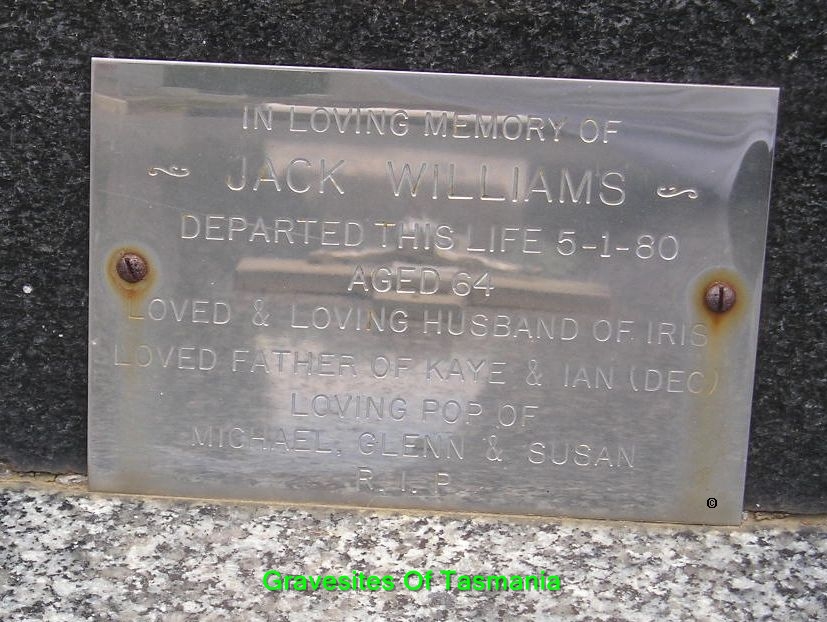 IN LOVING MEMORY OF
~ JACK WILLIAMS ~
DEPARTED THIS LIFE 5-1-80
AGED 64
LOVED & LOVING HUSBAND OF IRIS
LOVED FATHER OF KAYE & IAN (DEC)
LOVING POP OF
MICHAEL, GLENN & SUSAN
R. I. P.
©
Gravesites Of Tasmania